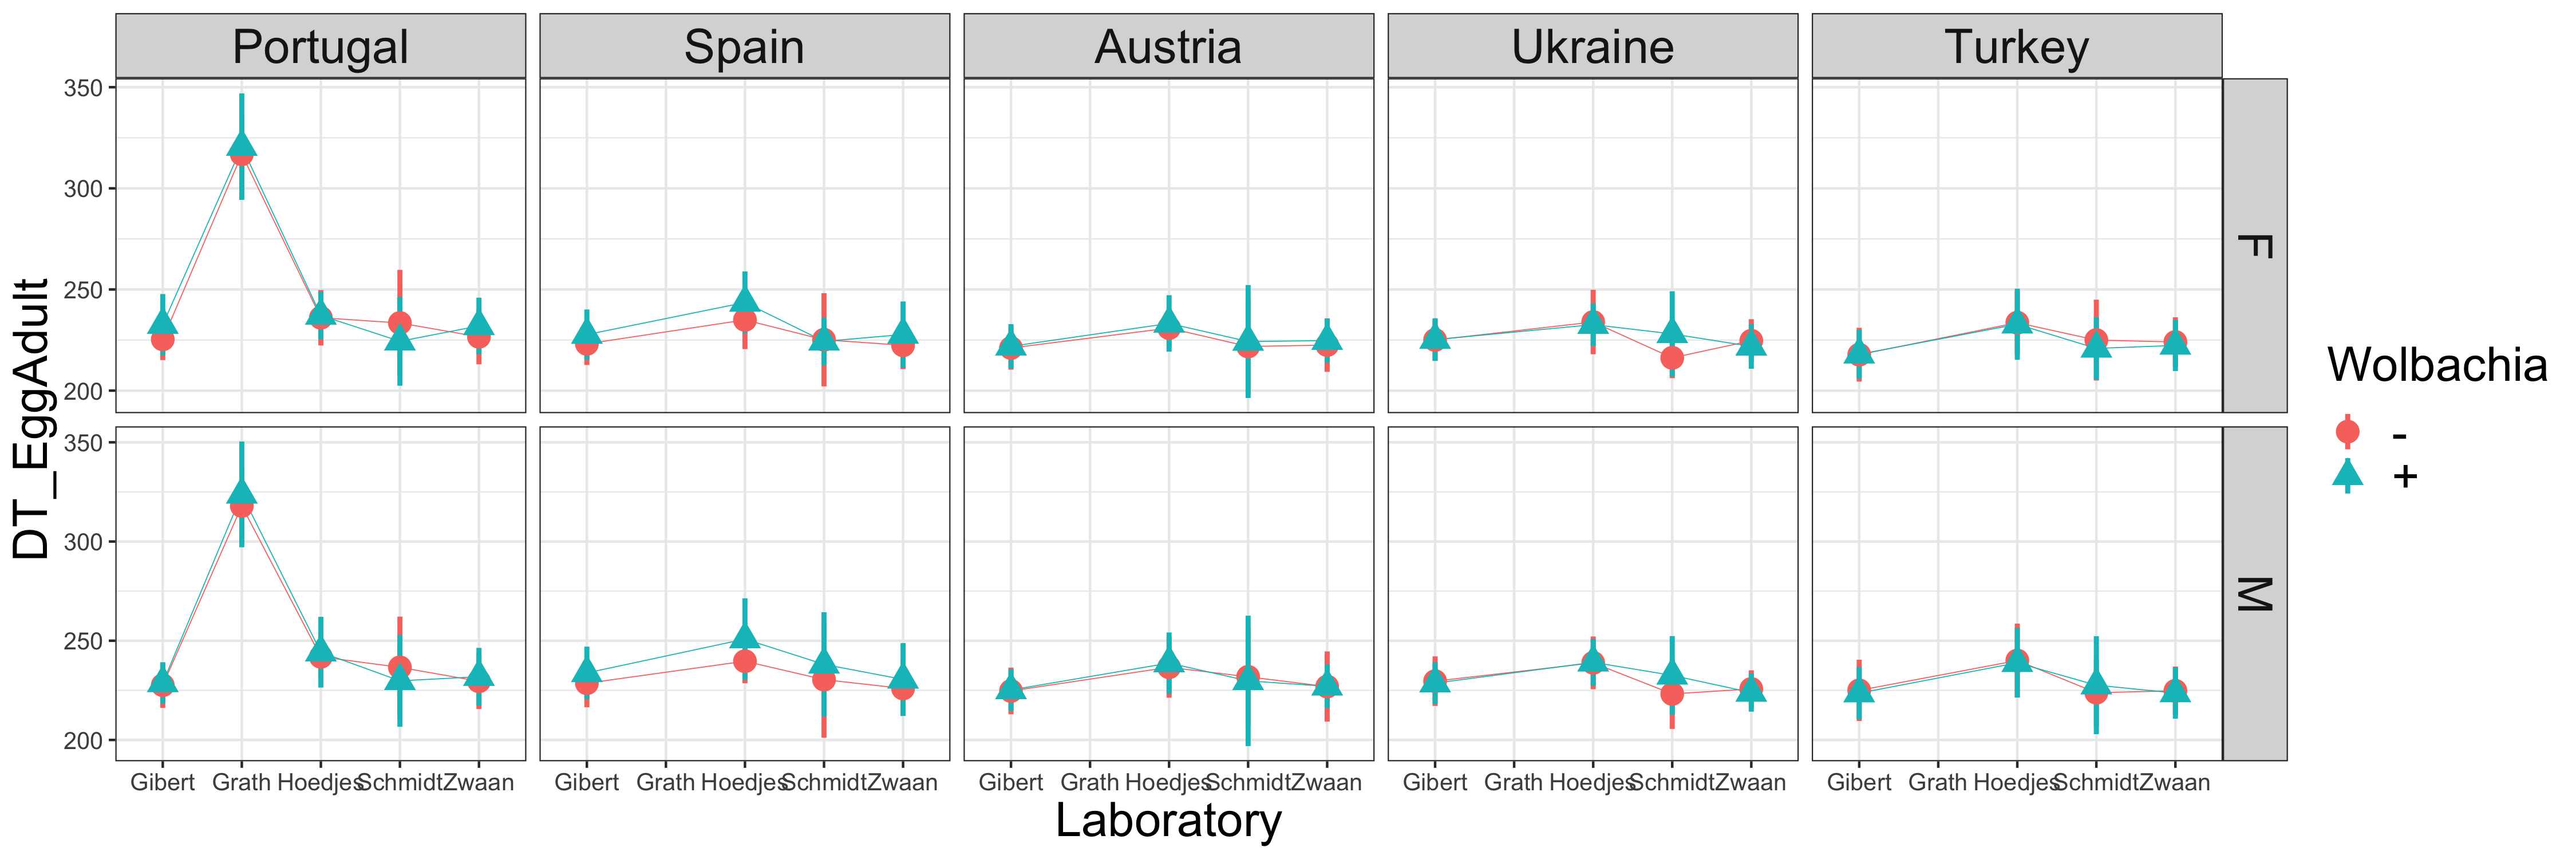 Portugal Spain Austria Ukraine Turkey
350
300
250
200
F
350
300
250
200
M
DT_EggAdult
Gibert Grath Hoedjes Schmidt Zwaan Gibert Grath Hoedjes Schmidt Zwaan Gibert Grath Hoedjes Schmidt Zwaan Gibert Grath Hoedjes Schmidt Zwaan Gibert Grath Hoedjes Schmidt Zwaan
Laboratory
Wolbachia
-
+